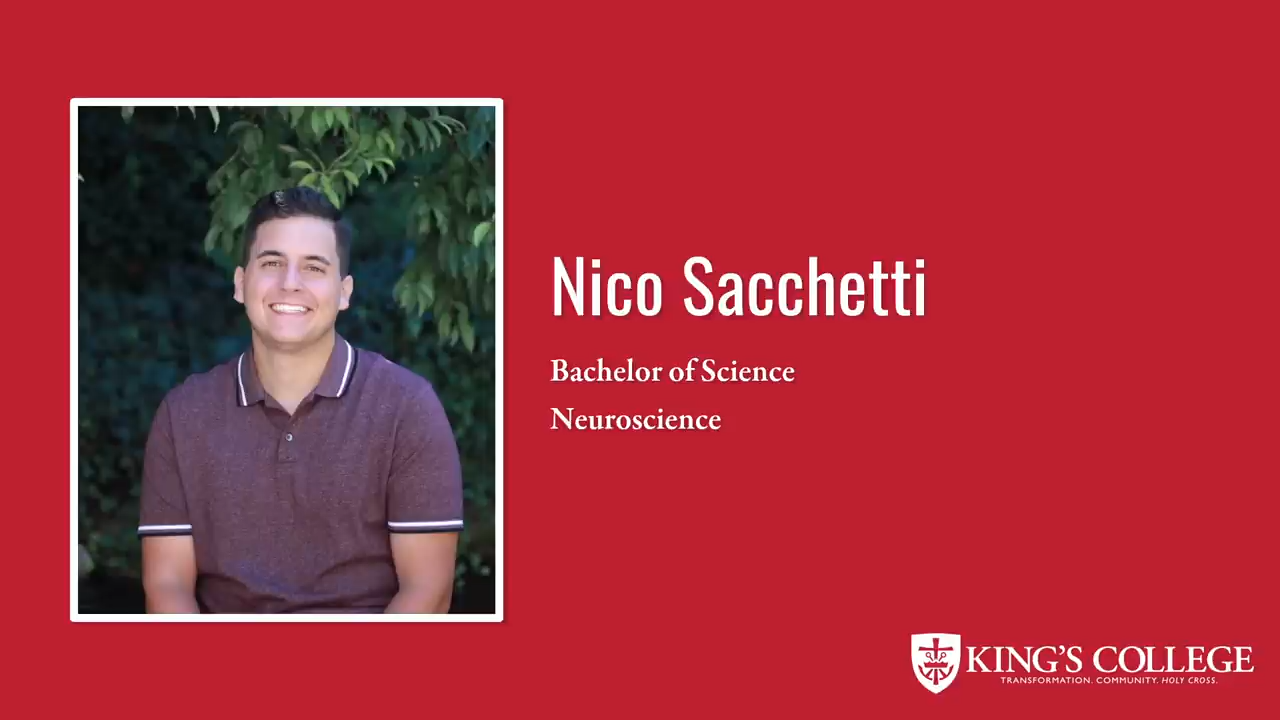 Nico Sacchetti
Bachelor of Science
Neuroscience
KING'S COLLEGE
TRANSFORMATION. COMMUNITY. HOLY CROSS.